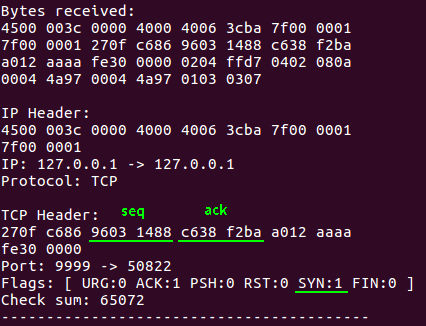 Bytes received:
4500 003c 0000 4000 4006 3cba 7f00 0001
7f00 0001 270f c686 9603 1488 c638 f2ba
a012 aaaa fe30 0000 0204 ffd7 0402 080a
0004 4a97 0004 4a97 0103 0307
IP Header:
4500 003c 0000 4000 4006 3cba 7f00 0001
7f00 0001
IP: 127.0.0.1 -> 127.0.0.1
Protocol: TCP
TCP Header: seq ack
270f c686 9603 1488 c638 f2ba a012 aaaa
fe30 0000
Port: 9999 -> 50822
Flags: [ URG:0 ACK:1 PSH:0 RST:0 SYN:1 FIN:0 ]
Check sum: 65072
-----------------------------------------